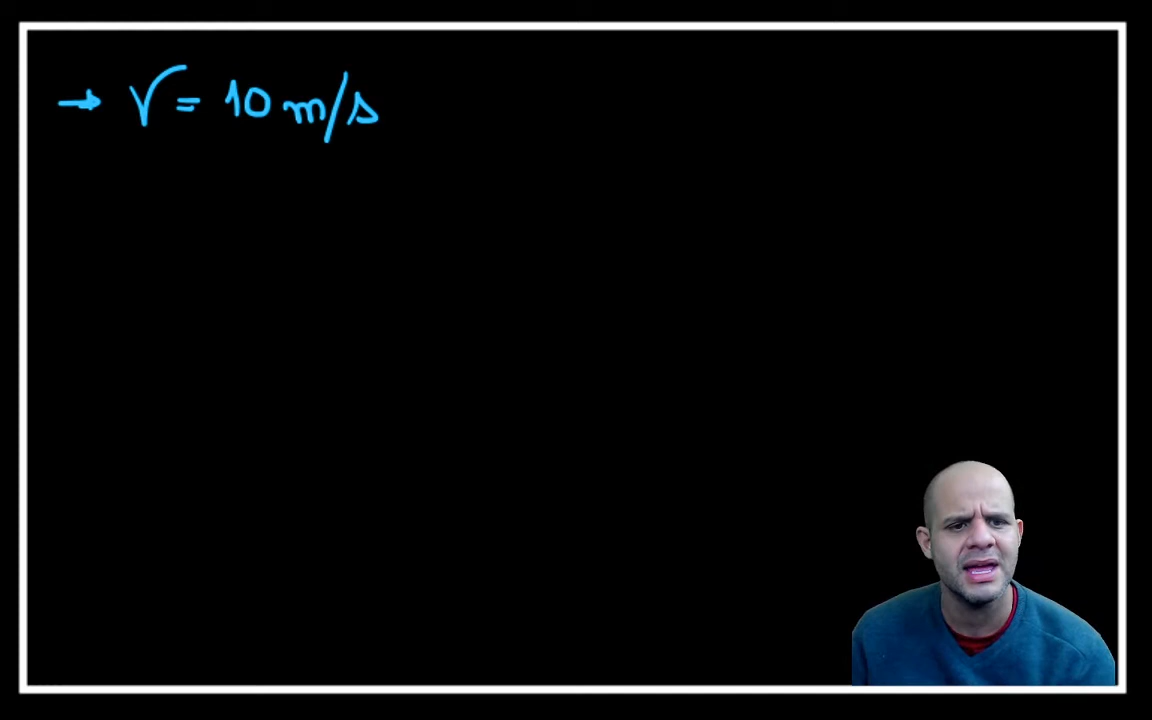 → V = 10 m/s